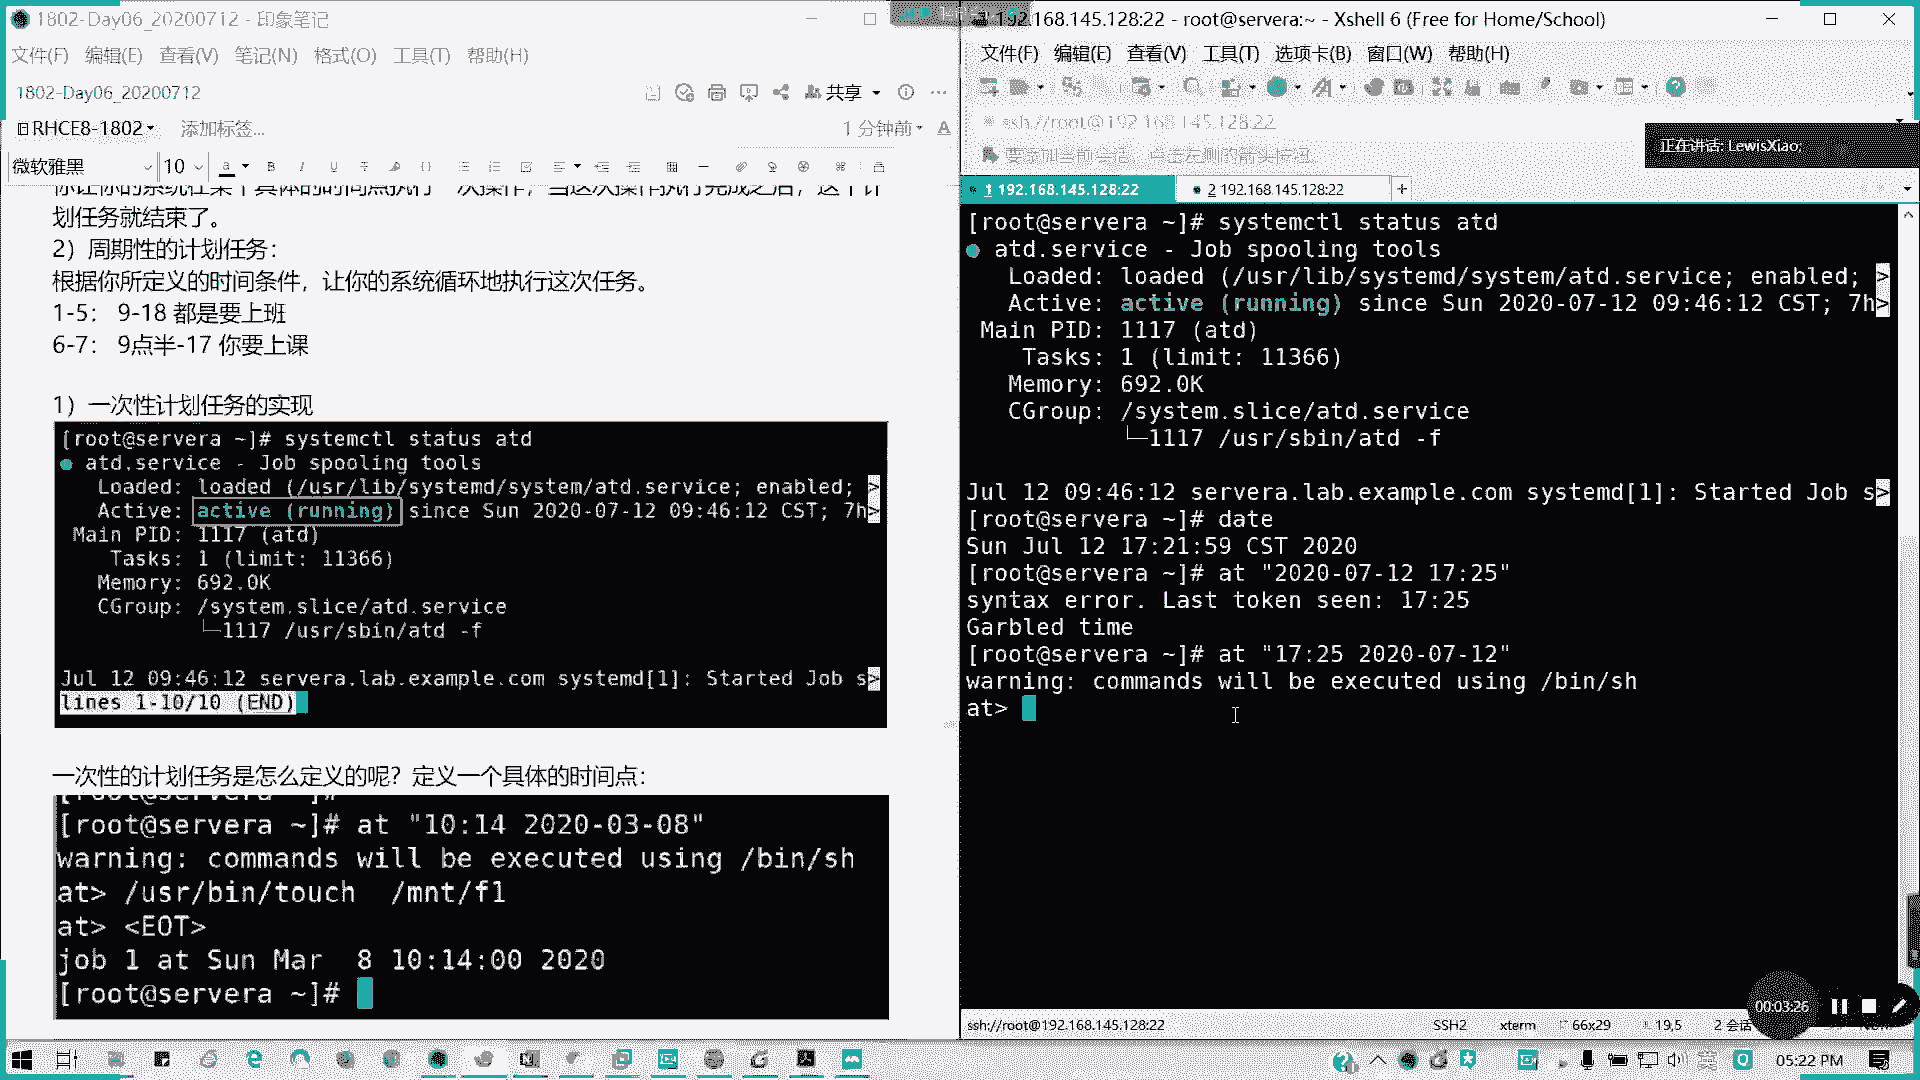 1802-Day06_20200712 - 印象笔记
文件(F) 编辑(E) 查看(V) 笔记(N) 格式(O) 工具(T) 帮助(H)
1802-Day06_20200712
共享
RHCE8-1802
添加标签...
1 分钟前
微软雅黑 10
划任务就结束了。
2）周期性的计划任务：
根据你所定义的时间条件，让你的系统循环地执行这次任务。
1-5： 9-18 都是要上班
6-7： 9点半-17 你要上课
1）一次性计划任务的实现
[root@servera ~]# systemctl status atd
● atd.service - Job spooling tools
Loaded: loaded (/usr/lib/systemd/system/atd.service; enabled; >
Active: active (running) since Sun 2020-07-12 09:46:12 CST; 7h>
Main PID: 1117 (atd)
Tasks: 1 (limit: 11366)
Memory: 692.0K
CGroup: /system.slice/atd.service
└─1117 /usr/sbin/atd -f
Jul 12 09:46:12 servera.lab.example.com systemd[1]: Started Job s>
lines 1-10/10 (END)
一次性的计划任务是怎么定义的呢？定义一个具体的时间点：
[root@servera ~]# at "10:14 2020-03-08"
warning: commands will be executed using /bin/sh
at> /usr/bin/touch  /mnt/f1
at> <EOT>
job 1 at Sun Mar  8 10:14:00 2020
[root@servera ~]#
192.168.145.128:22 - root@servera:~ - Xshell 6 (Free for Home/School)
文件(F) 编辑(E) 查看(V) 工具(T) 选项卡(B) 窗口(W) 帮助(H)
ssh://root@192.168.145.128:22
要添加当前会话，点击左侧的箭头按钮。
正在讲话: LewisXiao;
1 192.168.145.128:22
2 192.168.145.128:22
[root@servera ~]# systemctl status atd
● atd.service - Job spooling tools
Loaded: loaded (/usr/lib/systemd/system/atd.service; enabled; >
Active: active (running) since Sun 2020-07-12 09:46:12 CST; 7h>
Main PID: 1117 (atd)
Tasks: 1 (limit: 11366)
Memory: 692.0K
CGroup: /system.slice/atd.service
└─1117 /usr/sbin/atd -f
Jul 12 09:46:12 servera.lab.example.com systemd[1]: Started Job s>
[root@servera ~]# date
Sun Jul 12 17:21:59 CST 2020
[root@servera ~]# at "2020-07-12 17:25"
syntax error. Last token seen: 17:25
Garbled time
[root@servera ~]# at "17:25 2020-07-12"
warning: commands will be executed using /bin/sh
at>
00:03:26
ssh://root@192.168.145.128:22 SSH2 xterm 66x29 19,5 2 会话
英
05:22 PM